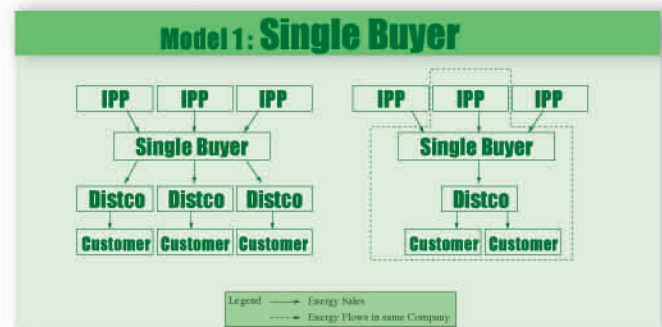 Model 1: Single Buyer
IPP IPP IPP
Single Buyer
Distco Distco Distco
Customer Customer Customer
IPP IPP IPP
Single Buyer
Distco
Customer Customer
Legend Energy Sales
Energy Flows in same Company